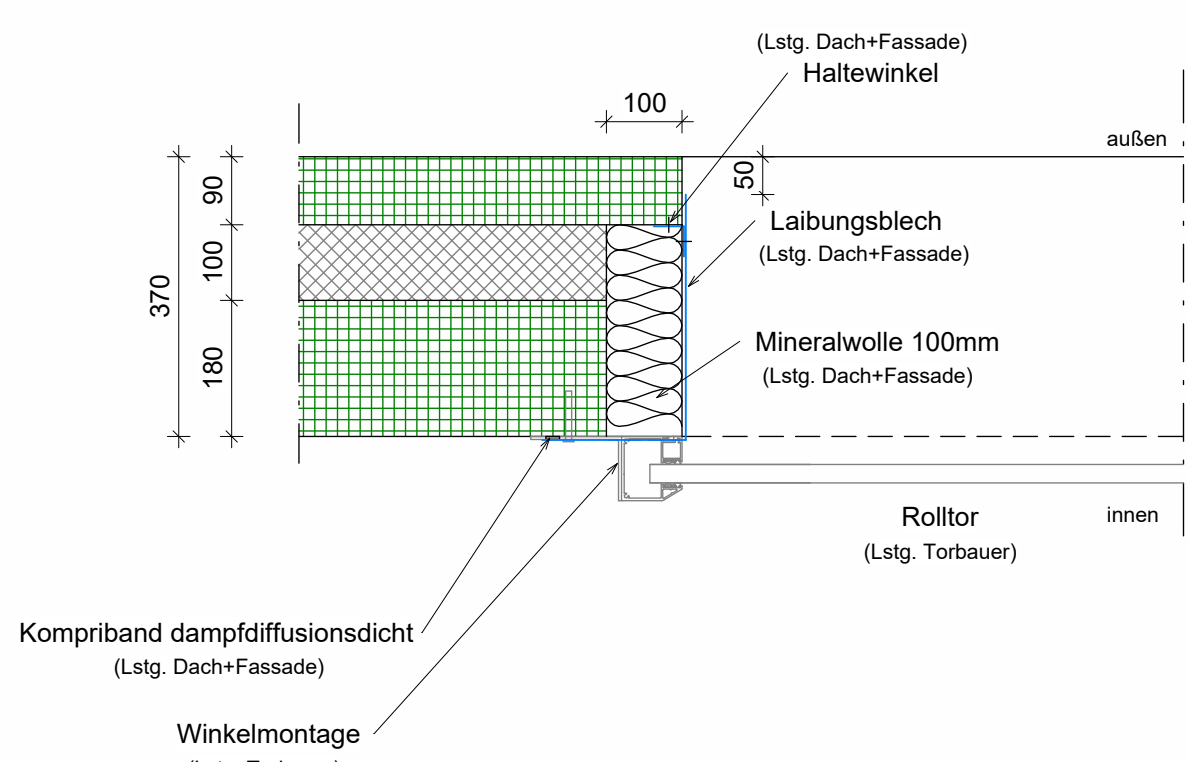 (Lstg. Dach+Fassade)
Haltewinkel
100
außen
90
50
Laibungsblech
(Lstg. Dach+Fassade)
100
370
Mineralwolle 100mm
(Lstg. Dach+Fassade)
180
Rolltor
innen
(Lstg. Torbauer)
Kompriband dampfdiffusionsdicht
(Lstg. Dach+Fassade)
Winkelmontage